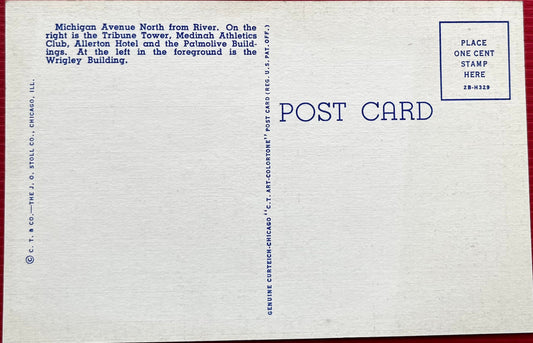 Michigan Avenue North from River. On the
right is the Tribune Tower, Medinah Athletics
Club, Allerton Hotel and the Palmolive Build-
ings. At the left in the foreground is the
Wrigley Building.
© C. T. & CO.—THE J. O. STOLL CO., CHICAGO, ILL.
GENUINE CURTEICH-CHICAGO "C. T. ART-COLORTONE" POST CARD (REG. U.S. PAT. OFF.)
POST CARD
PLACE
ONE CENT
STAMP
HERE
2B-H329